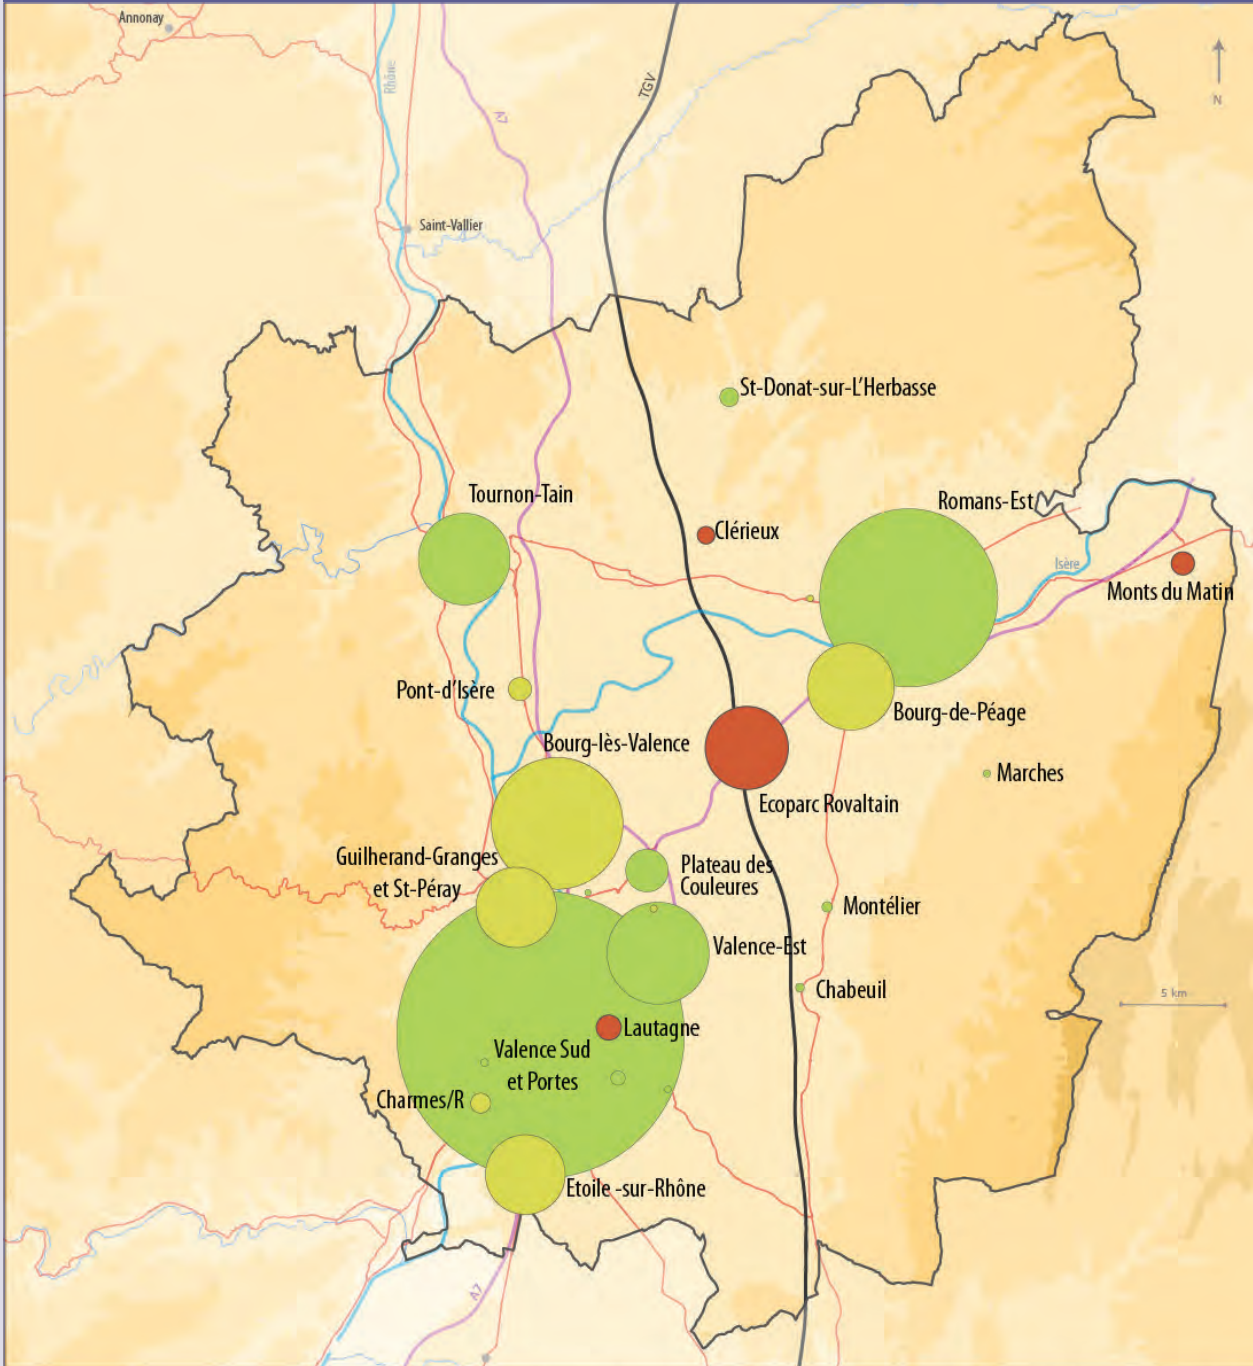 Annonay
Rhône
A7
TGV
N
Saint-Vallier
St-Donat-sur-L'Herbasse
Tournon-Tain
Romans-Est
Clérieux
Isère
Monts du Matin
Pont-d'Isère
Bourg-de-Péage
Bourg-lès-Valence
Marches
Ecoparc Rovaltain
Guilherand-Granges
et St-Péray
Plateau des
Couleures
Montélier
Valence-Est
Chabeuil
5 km
Lautagne
Valence Sud
et Portes
Charmes/R
Etoile -sur-Rhône
A7